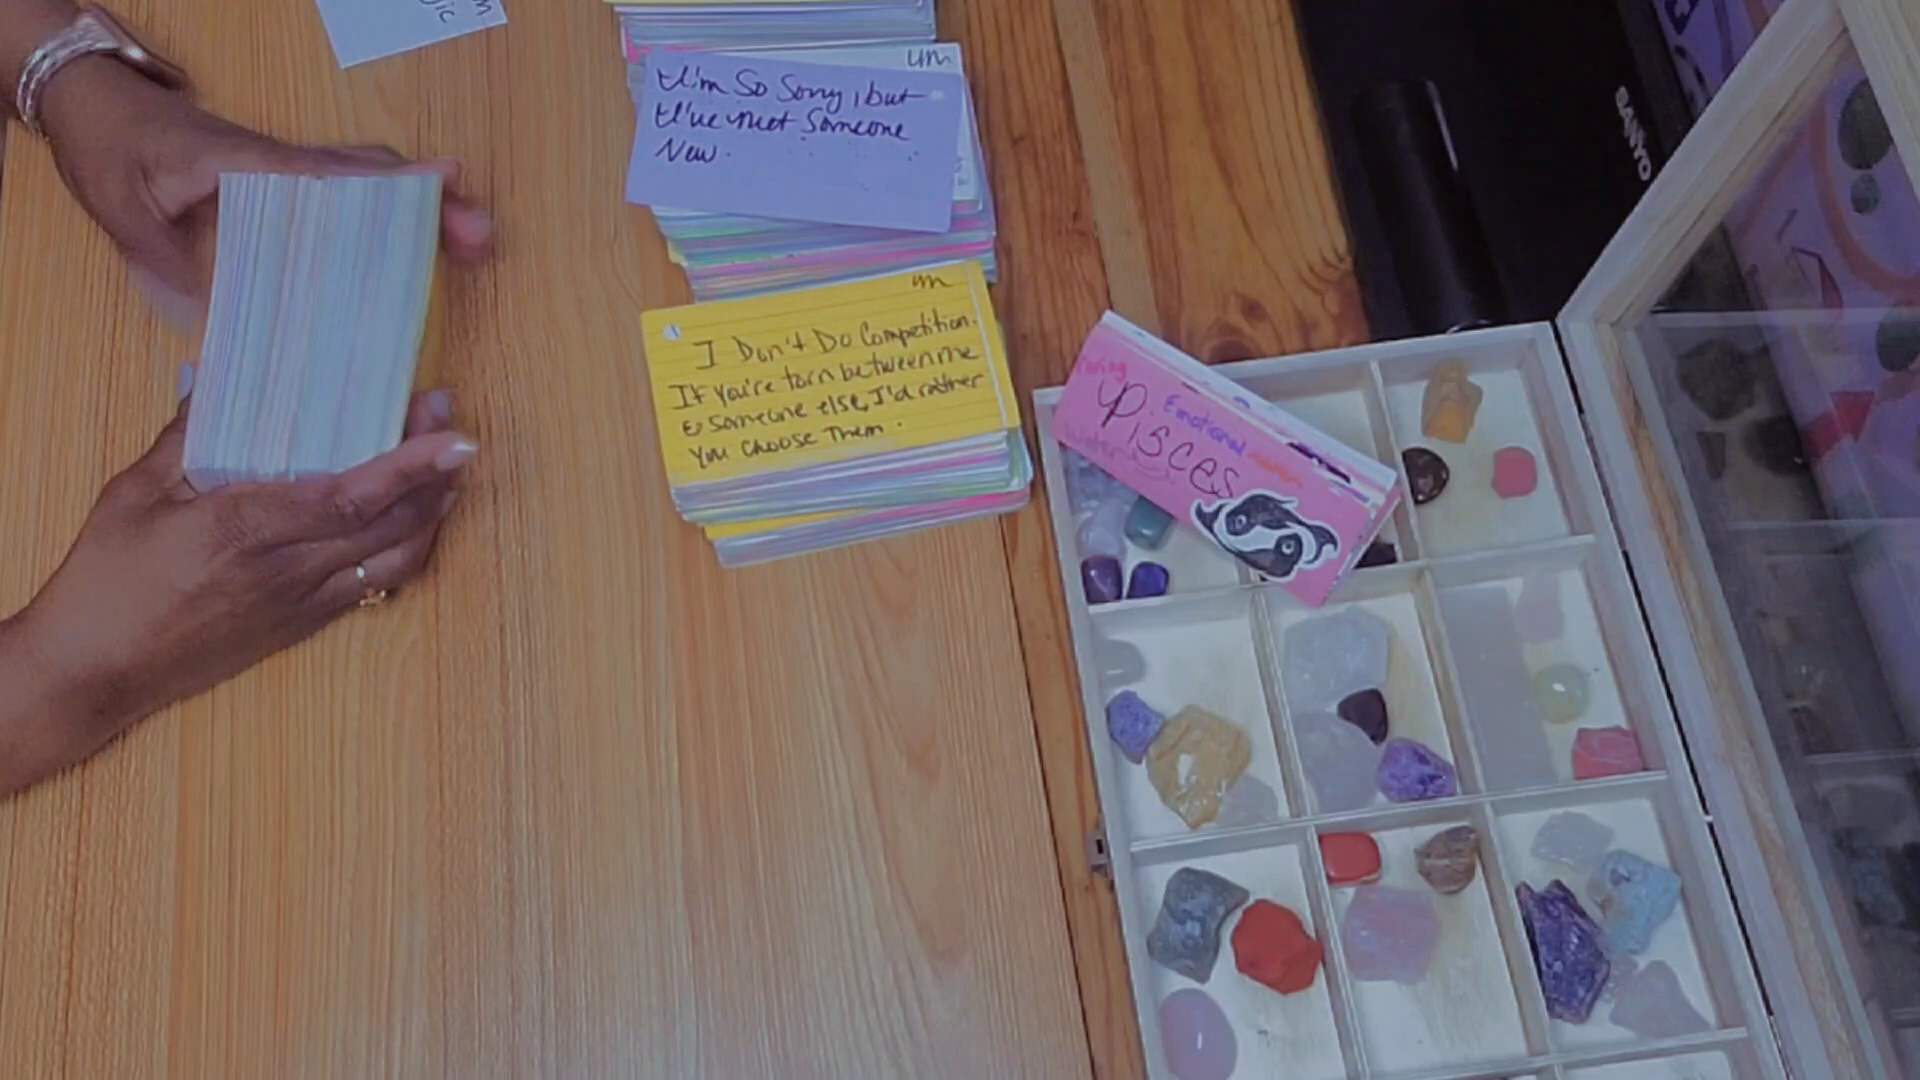 um
I'm So Sorry, but
I've met Someone
New.
um
I Don't Do Competition.
If you're torn between me
& someone else, I'd rather
you choose Them.
Pisces
Emotional
SANYO